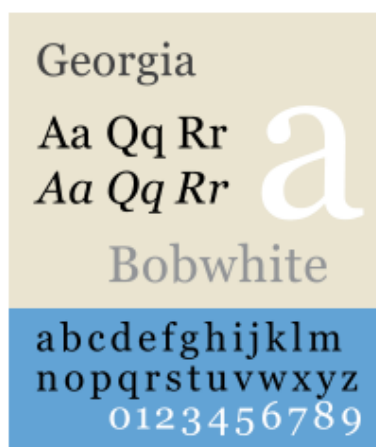 Georgia
Aa Qq Rr
Aa Qq Rr
a
Bobwhite
abcdefghijklm
nopqrstuvwxyz
0123456789